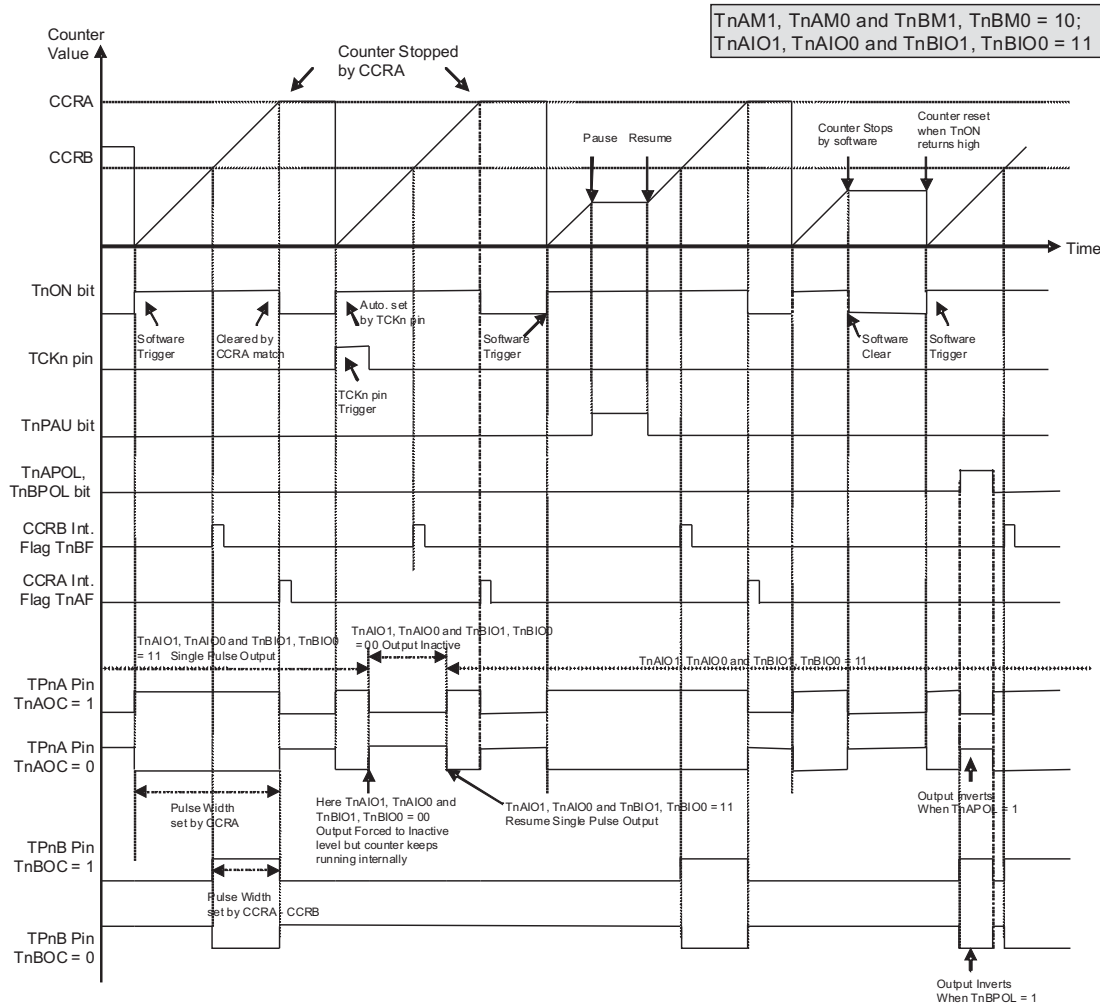 TnAM1, TnAM0 and TnBM1, TnBM0 = 10;
TnAIO1, TnAIO0 and TnBIO1, TnBIO0 = 11
Counter
Value
Counter Stopped
by CCRA
CCRA
CCRB
Pause
Resume
Counter Stops
by software
Counter reset
when TnON
returns high
Time
TnON bit
Software
Trigger
Cleared by
CCRA match
Auto. set
by TCKn pin
Software
Trigger
Software
Clear
Software
Trigger
TCKn pin
TCKn pin
Trigger
TnPAU bit
TnAPOL,
TnBPOL bit
CCRB Int.
Flag TnBF
CCRA Int.
Flag TnAF
TnAIO1, TnAIO0 and TnBIO1, TnBIO0
= 11 Single Pulse Output
TnAIO1, TnAIO0 and TnBIO1, TnBIO0
= 00 Output Inactive
TnAIO1, TnAIO0 and TnBIO1, TnBIO0 = 11
TPnA Pin
TnAOC = 1
TPnA Pin
TnAOC = 0
Pulse Width
set by CCRA
Here TnAIO1, TnAIO0 and
TnBIO1, TnBIO0 = 00
Output Forced to Inactive
level but counter keeps
running internally
TnAIO1, TnAIO0 and TnBIO1, TnBIO0 = 11
Resume Single Pulse Output
Output Inverts
When TnAPOL = 1
TPnB Pin
TnBOC = 1
Pulse Width
set by CCRA - CCRB
TPnB Pin
TnBOC = 0
Output Inverts
When TnBPOL = 1